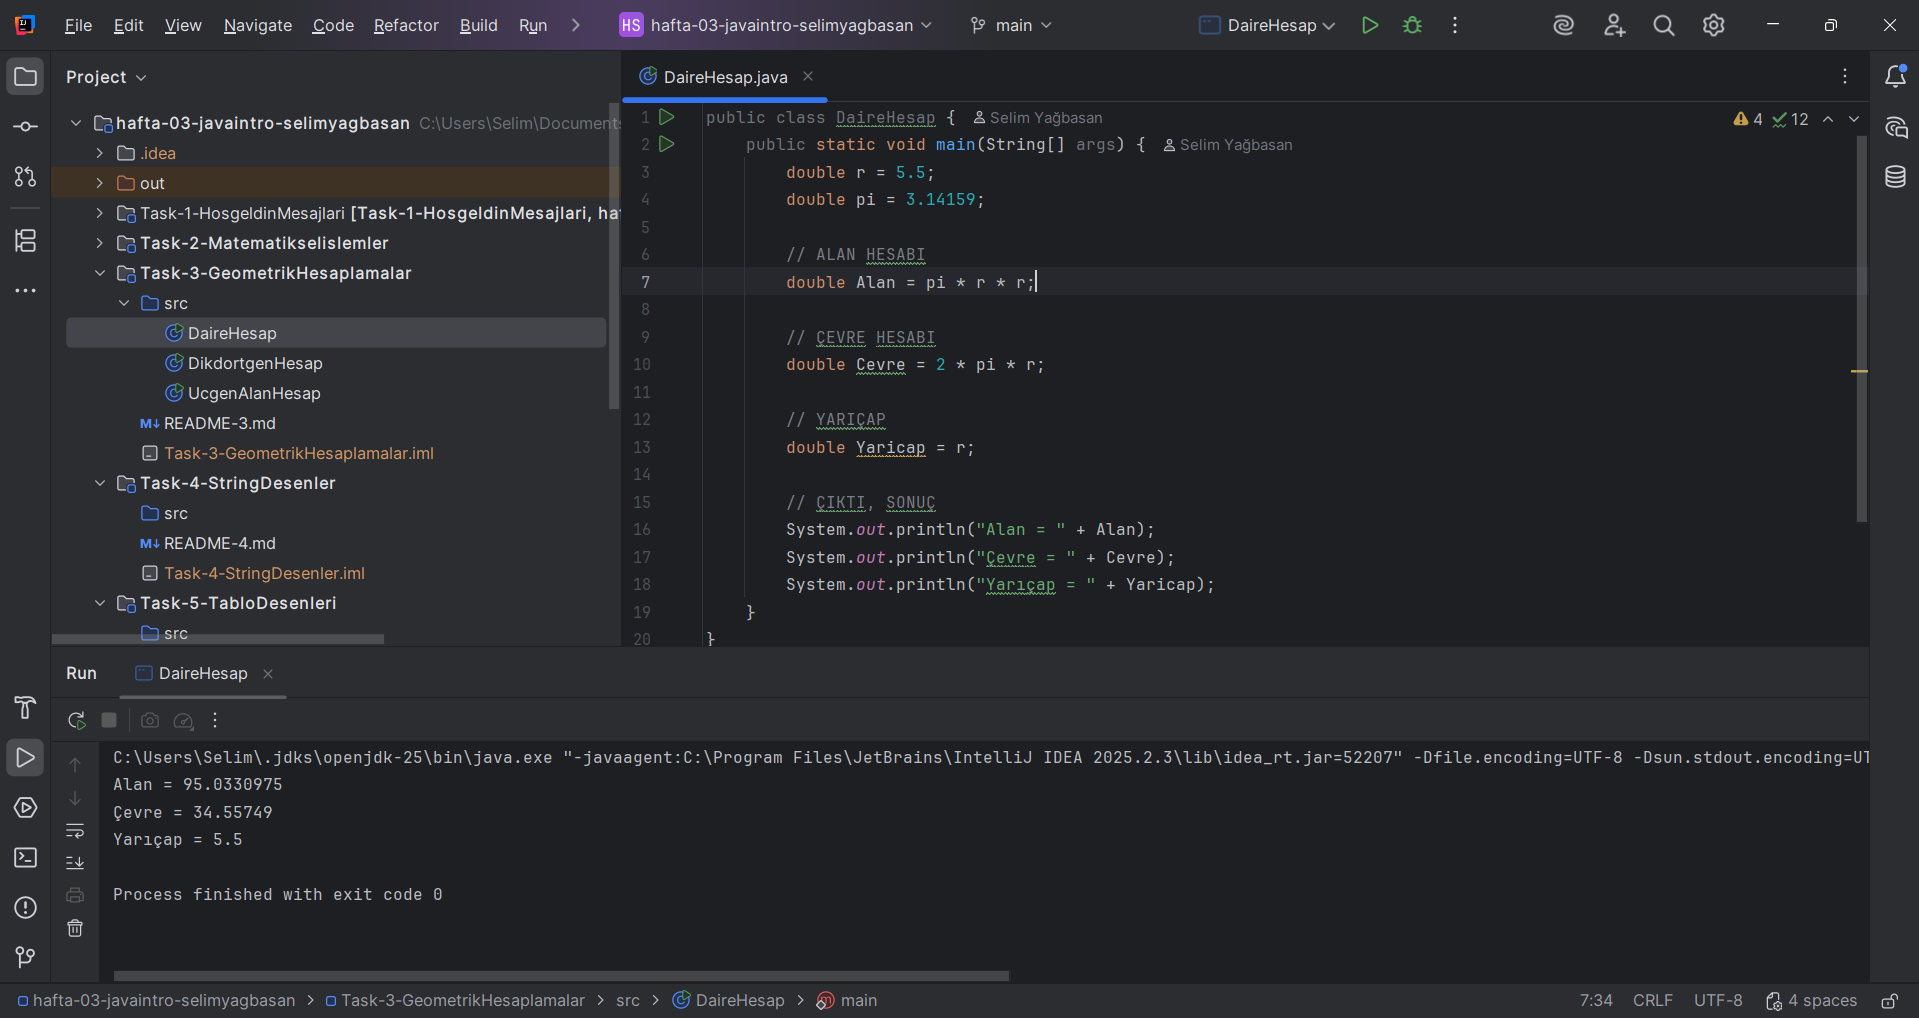 File Edit View Navigate Code Refactor Build Run HS hafta-03-javaintro-selimyagbasan main DaireHesap
Project
hafta-03-javaintro-selimyagbasan C:\Users\Selim\Documents
.idea
out
Task-1-HosgeldinMesajlari [Task-1-HosgeldinMesajlari, ha
Task-2-Matematikselislemler
Task-3-GeometrikHesaplamalar
src
DaireHesap
DikdortgenHesap
UcgenAlanHesap
M↓ README-3.md
Task-3-GeometrikHesaplamalar.iml
Task-4-StringDesenler
src
M↓ README-4.md
Task-4-StringDesenler.iml
Task-5-TabloDesenleri
src
DaireHesap.java
1 public class DaireHesap { Selim Yağbasan
4 12
2 public static void main(String[] args) { Selim Yağbasan
3 double r = 5.5;
4 double pi = 3.14159;
5
6 // ALAN HESABI
7 double Alan = pi * r * r;
8
9 // ÇEVRE HESABI
10 double Cevre = 2 * pi * r;
11
12 // YARIÇAP
13 double Yaricap = r;
14
15 // ÇIKTI, SONUÇ
16 System.out.println("Alan = " + Alan);
17 System.out.println("Çevre = " + Cevre);
18 System.out.println("Yarıçap = " + Yaricap);
19 }
20 }
Run DaireHesap
C:\Users\Selim\.jdks\openjdk-25\bin\java.exe "-javaagent:C:\Program Files\JetBrains\IntelliJ IDEA 2025.2.3\lib\idea_rt.jar=52207" -Dfile.encoding=UTF-8 -Dsun.stdout.encoding=UT
Alan = 95.0330975
Çevre = 34.55749
Yarıçap = 5.5
Process finished with exit code 0
hafta-03-javaintro-selimyagbasan > Task-3-GeometrikHesaplamalar > src > DaireHesap > main 7:34 CRLF UTF-8 4 spaces